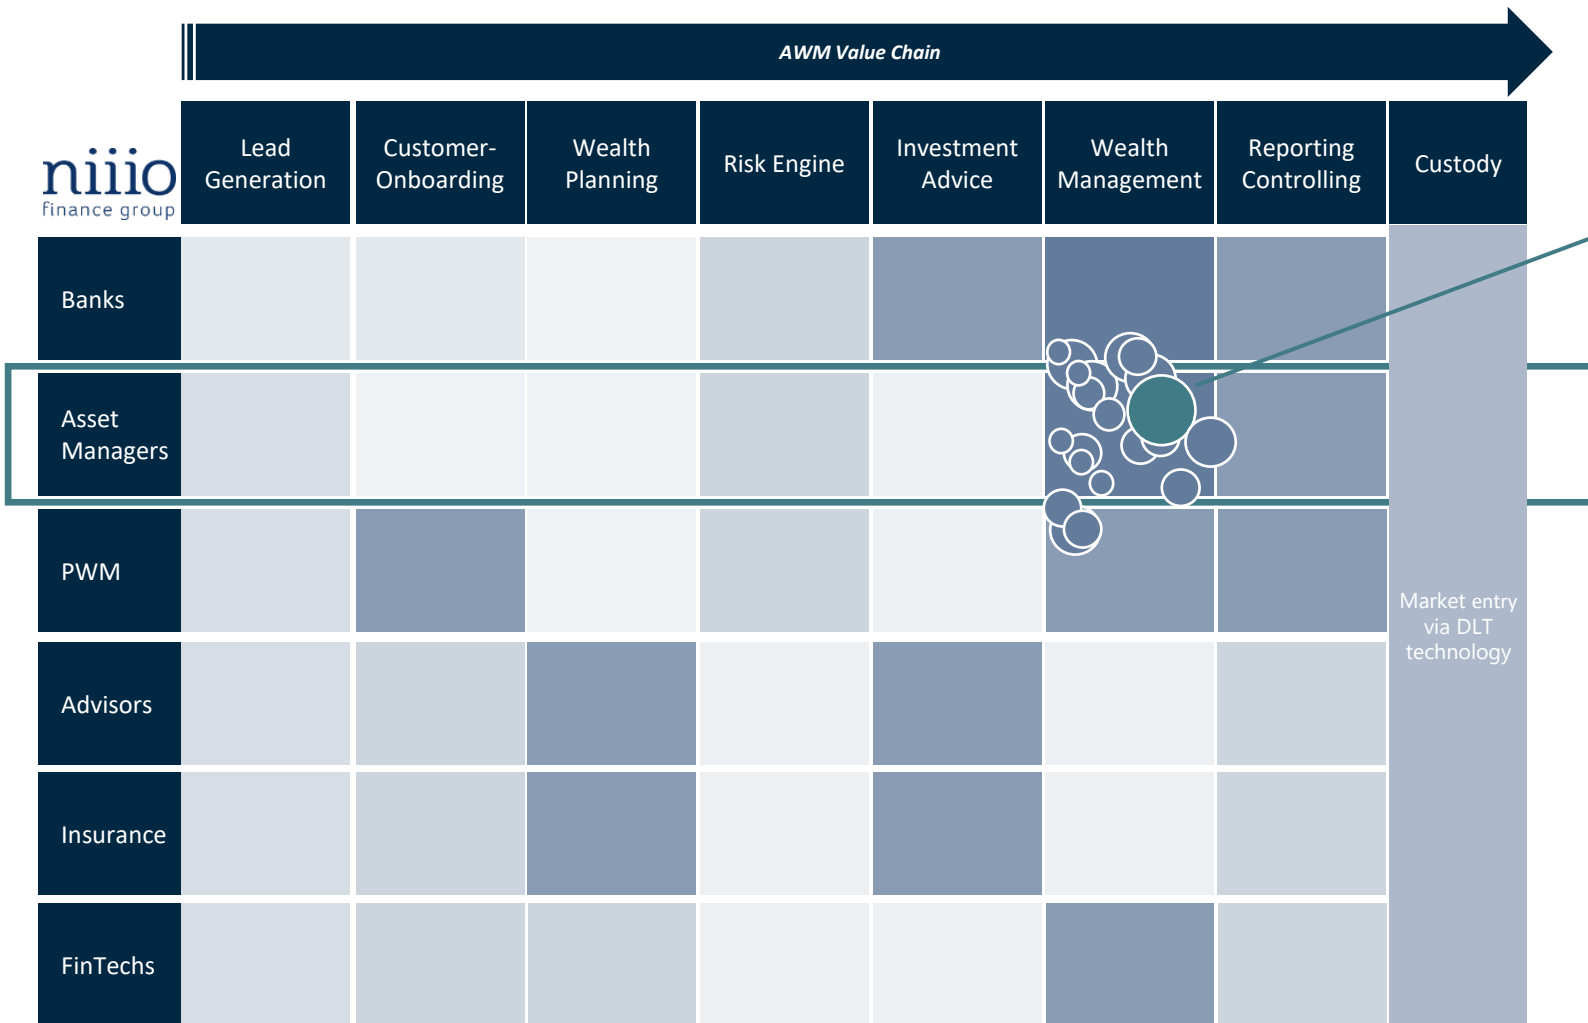 AWM Value Chain
niiio
finance group
Lead
Generation
Customer-
Onboarding
Wealth
Planning
Risk Engine
Investment
Advice
Wealth
Management
Reporting
Controlling
Custody
Banks
Asset
Managers
PWM
Market entry
via DLT
technology
Advisors
Insurance
FinTechs